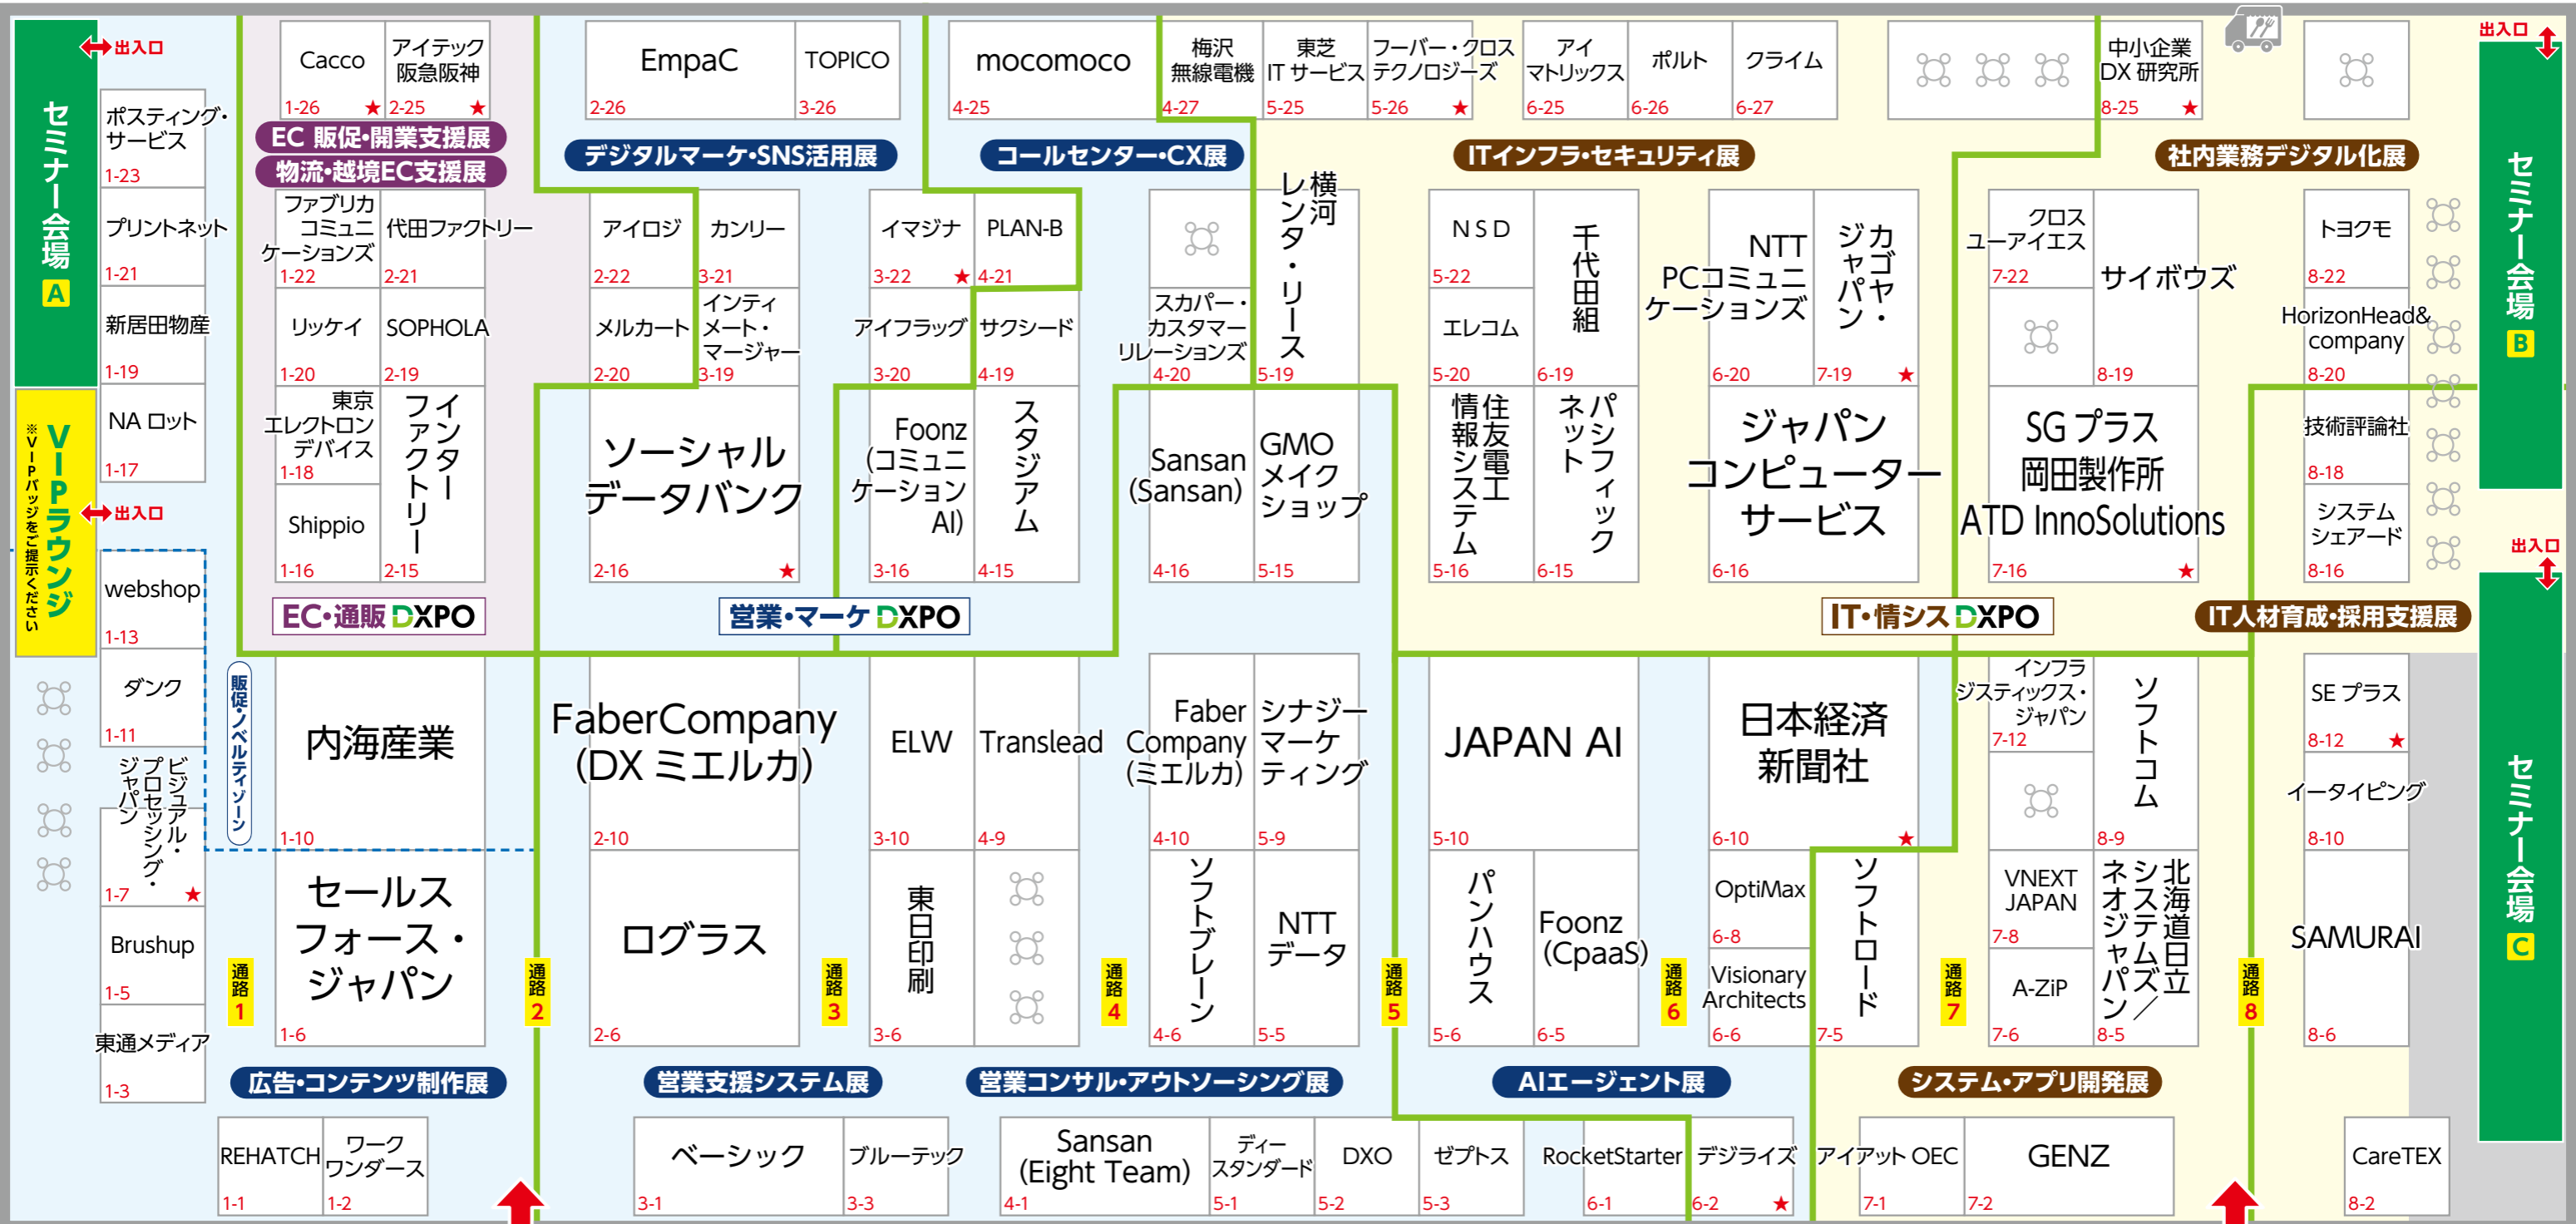 セミナー会場 A
出入口
Cacco
1-26 ★
アイテック
阪急阪神
2-25 ★
EmpaC
2-26
TOPICO
3-26
mocomoco
4-25
梅沢
無線電機
4-27
東芝
IT サービス
5-25
フーバー・クロス
テクノロジーズ
5-26 ★
アイ
マトリックス
6-25
ポルト
6-26
クライム
6-27
中小企業
DX 研究所
8-25 ★
出入口
セミナー会場 B
EC 販促・開業支援展
物流・越境EC支援展
デジタルマーケ・SNS活用展
コールセンター・CX展
ITインフラ・セキュリティ展
社内業務デジタル化展
ポスティング・
サービス
1-23
プリントネット
1-21
新居田物産
1-19
NA ロット
1-17
ファブリカ
コミュニ
ケーションズ
1-22
代田ファクトリー
2-21
リッケイ
1-20
SOPHOLA
2-19
東京
エレクトロン
デバイス
1-18
インター
ファクトリー
2-15
Shippio
1-16
アイロジ
2-22
カンリー
3-21
メルカート
2-20
インティ
メート・
マージャー
3-19
ソーシャル
データバンク
2-16 ★
イマジナ
3-22 ★
PLAN-B
4-21
アイフラッグ
3-20
サクシード
4-19
Foonz
(コミュニ
ケーション
AI)
3-16
スタジアム
4-15
スカパー・
カスタマー
リレーションズ
4-20
横河
レンタ・リース
5-19
Sansan
(Sansan)
4-16
GMO
メイク
ショップ
5-15
N S D
5-22
エレコム
5-20
千代田組
6-19
住友電工
情報システム
5-16
パシフィック
ネット
6-15
NTT
PCコミュニ
ケーションズ
6-20
カゴヤ・
ジャパン
7-19 ★
ジャパン
コンピューター
サービス
6-16
クロス
ユーアイエス
7-22
サイボウズ
8-19
SG プラス
岡田製作所
ATD InnoSolutions
7-16 ★
トヨクモ
8-22
HorizonHead&
company
8-20
技術評論社
8-18
システム
シェアード
8-16
VIPラウンジ
※VIPバッジをご提示ください
出入口
出入口
EC・通販 DXPO
営業・マーケ DXPO
IT・情シス DXPO
IT人材育成・採用支援展
webshop
1-13
ダンク
1-11
ビジュアル・
プロセッシング・
ジャパン
1-7 ★
Brushup
1-5
東通メディア
1-3
販促・ノベルティゾーン
内海産業
1-10
セールス
フォース・
ジャパン
1-6
FaberCompany
(DX ミエルカ)
2-10
ログラス
2-6
ELW
3-10
Translead
4-9
東日印刷
3-6
Faber
Company
(ミエルカ)
4-10
シナジー
マーケ
ティング
5-9
ソフトブレーン
4-6
NTT
データ
5-5
JAPAN AI
5-10
パンハウス
5-6
Foonz
(CpaaS)
6-5
日本経済
新聞社
6-10 ★
OptiMax
6-8
Visionary
Architects
6-6
ソフトロード
7-5
インフラ
ジスティックス・
ジャパン
7-12
ソフトコム
8-9
VNEXT
JAPAN
7-8
A-ZiP
7-6
北海道日立
システムズ／
ネオジャパン
8-5
SE プラス
8-12 ★
イータイピング
8-10
SAMURAI
8-6
セミナー会場 C
通路 1
通路 2
通路 3
通路 4
通路 5
通路 6
通路 7
通路 8
広告・コンテンツ制作展
営業支援システム展
営業コンサル・アウトソーシング展
AIエージェント展
システム・アプリ開発展
REHATCH
1-1
ワーク
ワンダース
1-2
ベーシック
3-1
ブルーテック
3-3
Sansan
(Eight Team)
4-1
ディー
スタンダード
5-1
DXO
5-2
ゼプトス
5-3
RocketStarter
6-1
デジライズ
6-2 ★
アイアット OEC
7-1
GENZ
7-2
CareTEX
8-2